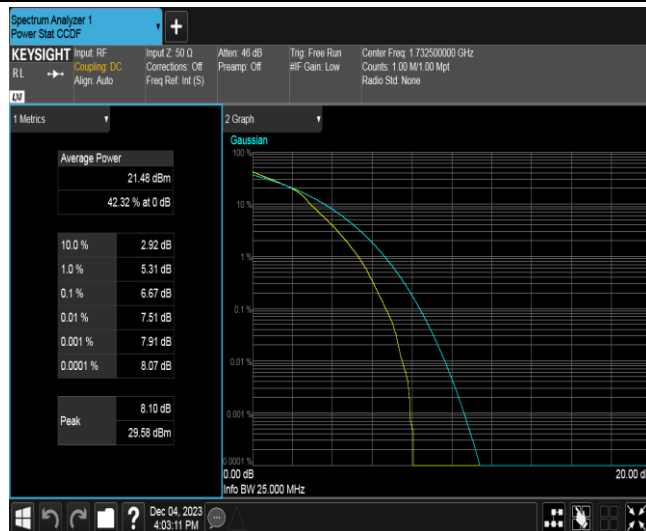 Spectrum Analyzer 1
Power Stat CCDF
+
KEYSIGHT
RL
Input: RF
Coupling: DC
Align: Auto
Input Z: 50 Ω
Corrections: Off
Freq Ref: Int (S)
Atten: 46 dB
Preamp: Off
Trig: Free Run
#IF Gain: Low
Center Freq: 1.732500000 GHz
Counts: 1.00 M/1.00 Mpt
Radio Std: None
1 Metrics
Average Power
21.48 dBm
42.32 % at 0 dB
10.0 % 2.92 dB
1.0 % 5.31 dB
0.1 % 6.67 dB
0.01 % 7.51 dB
0.001 % 7.91 dB
0.0001 % 8.07 dB
Peak
8.10 dB
29.58 dBm
2 Graph
Gaussian
100 %
10 %
1 %
0.1 %
0.01 %
0.001 %
0.0001 %
0.00 dB
20.00 d
Info BW 25.000 MHz
?
Dec 04, 2023
4:03:11 PM